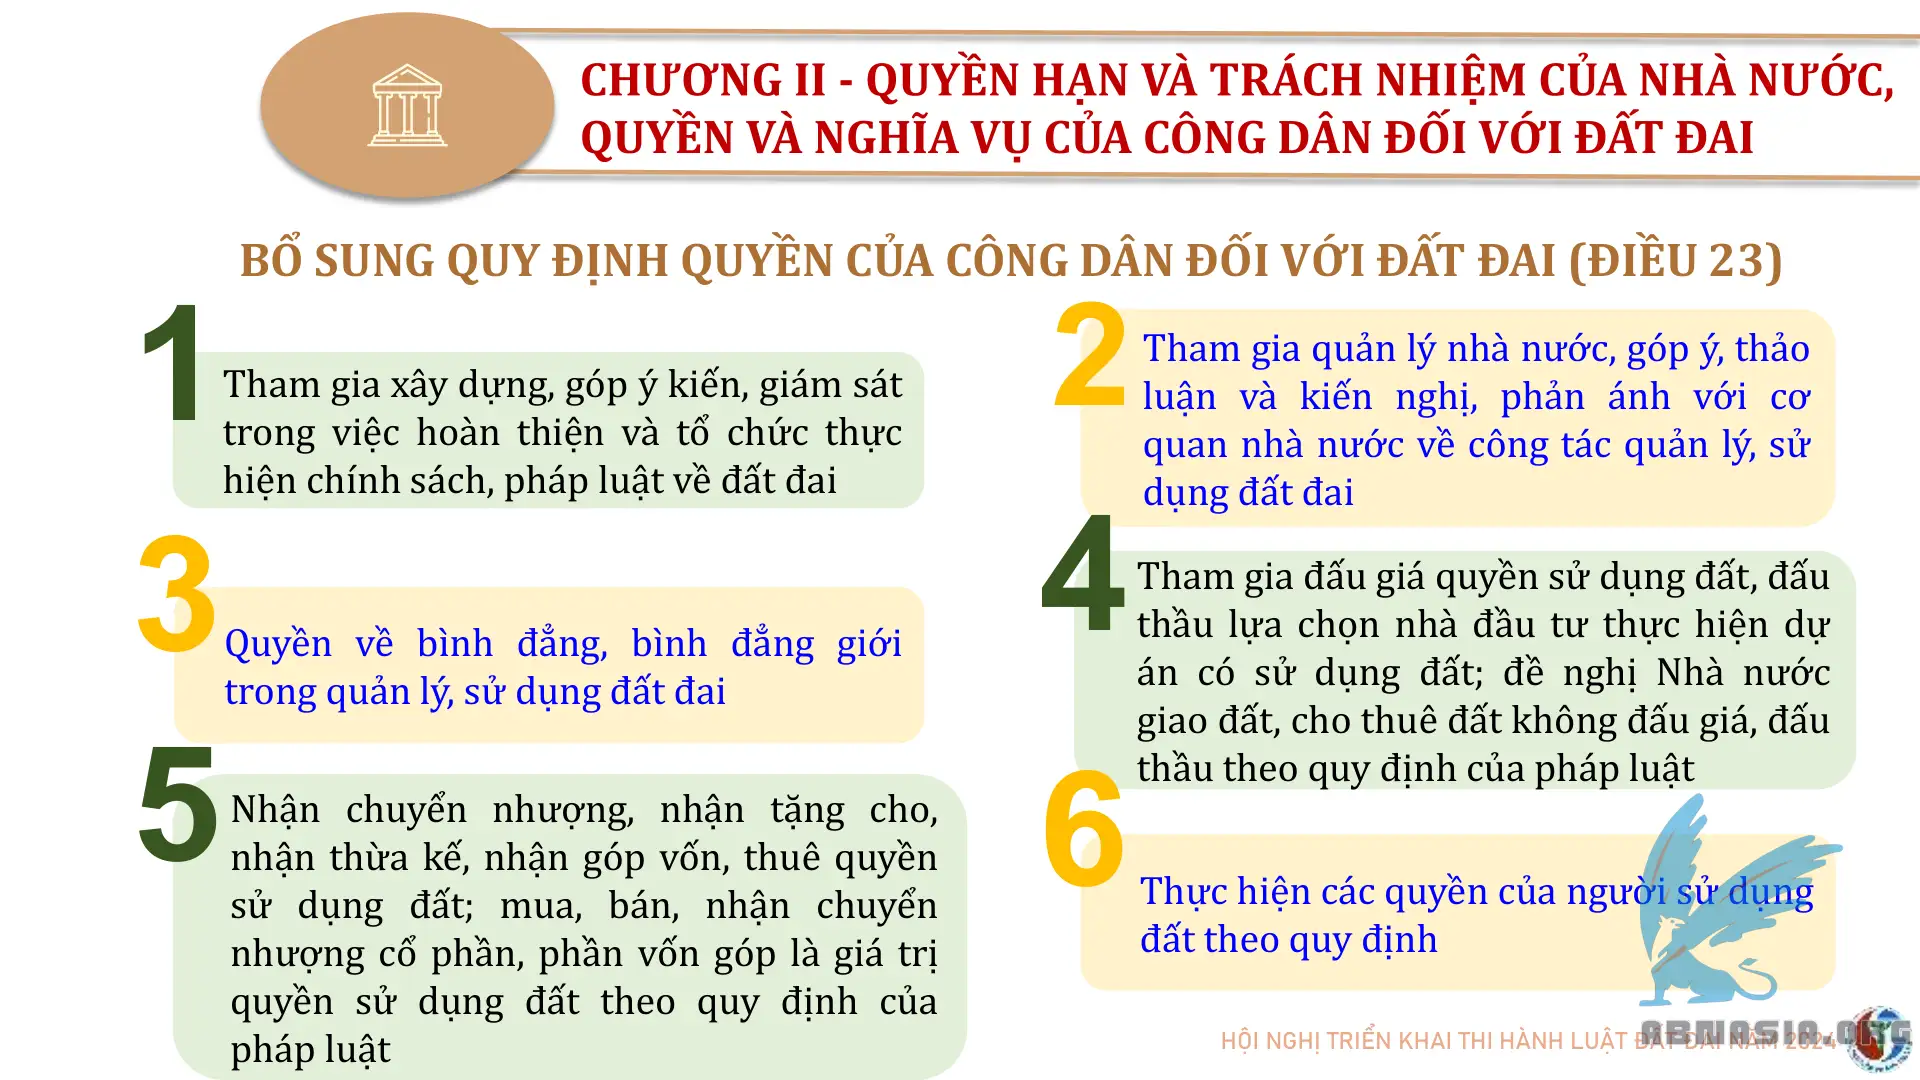 CHƯƠNG II - QUYỀN HẠN VÀ TRÁCH NHIỆM CỦA NHÀ NƯỚC,
QUYỀN VÀ NGHĨA VỤ CỦA CÔNG DÂN ĐỐI VỚI ĐẤT ĐAI
BỔ SUNG QUY ĐỊNH QUYỀN CỦA CÔNG DÂN ĐỐI VỚI ĐẤT ĐAI (ĐIỀU 23)
1
Tham gia xây dựng, góp ý kiến, giám sát
trong việc hoàn thiện và tổ chức thực
hiện chính sách, pháp luật về đất đai
2
Tham gia quản lý nhà nước, góp ý, thảo
luận và kiến nghị, phản ánh với cơ
quan nhà nước về công tác quản lý, sử
dụng đất đai
3
Quyền về bình đẳng, bình đẳng giới
trong quản lý, sử dụng đất đai
4
Tham gia đấu giá quyền sử dụng đất, đấu
thầu lựa chọn nhà đầu tư thực hiện dự
án có sử dụng đất; đề nghị Nhà nước
giao đất, cho thuê đất không đấu giá, đấu
thầu theo quy định của pháp luật
5
Nhận chuyển nhượng, nhận tặng cho,
nhận thừa kế, nhận góp vốn, thuê quyền
sử dụng đất; mua, bán, nhận chuyển
nhượng cổ phần, phần vốn góp là giá trị
quyền sử dụng đất theo quy định của
pháp luật
6
Thực hiện các quyền của người sử dụng
đất theo quy định
HỘI NGHỊ TRIỂN KHAI THI HÀNH LUẬT ĐẤT ĐAI NĂM 2024
ARMASIA.ORG